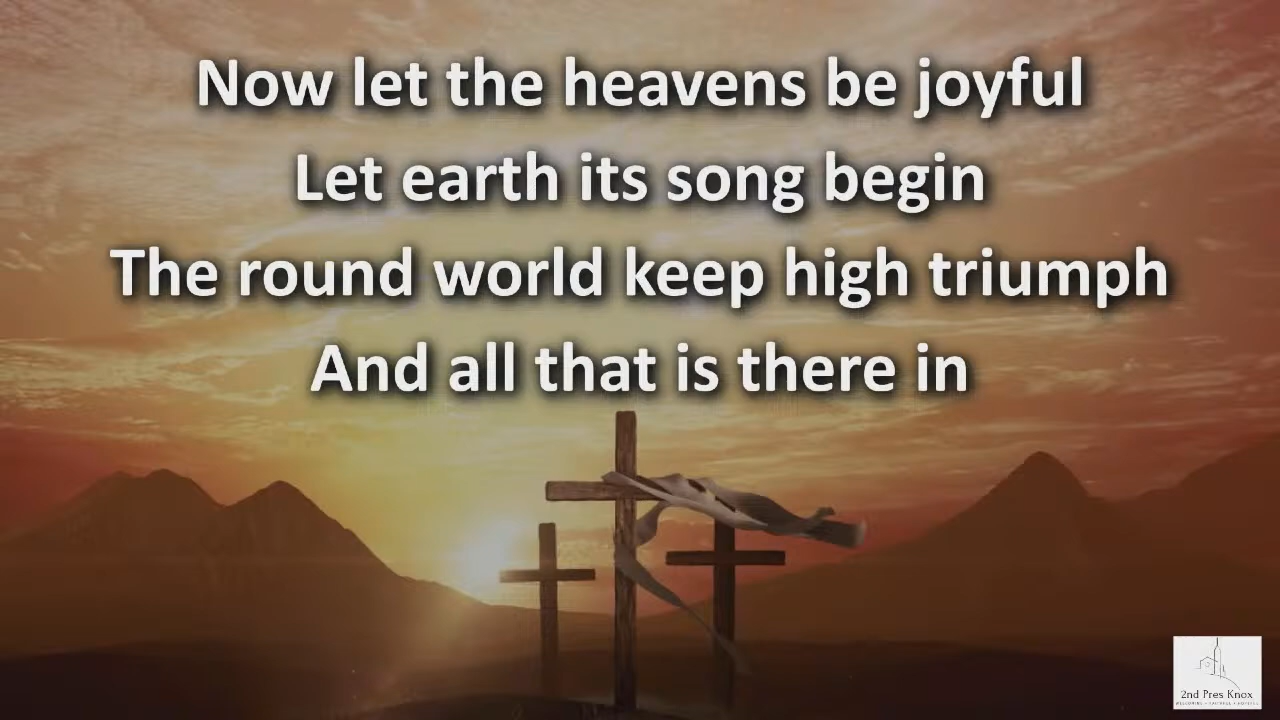 Now let the heavens be joyful
Let earth its song begin
The round world keep high triumph
And all that is there in
2nd Pres Knox